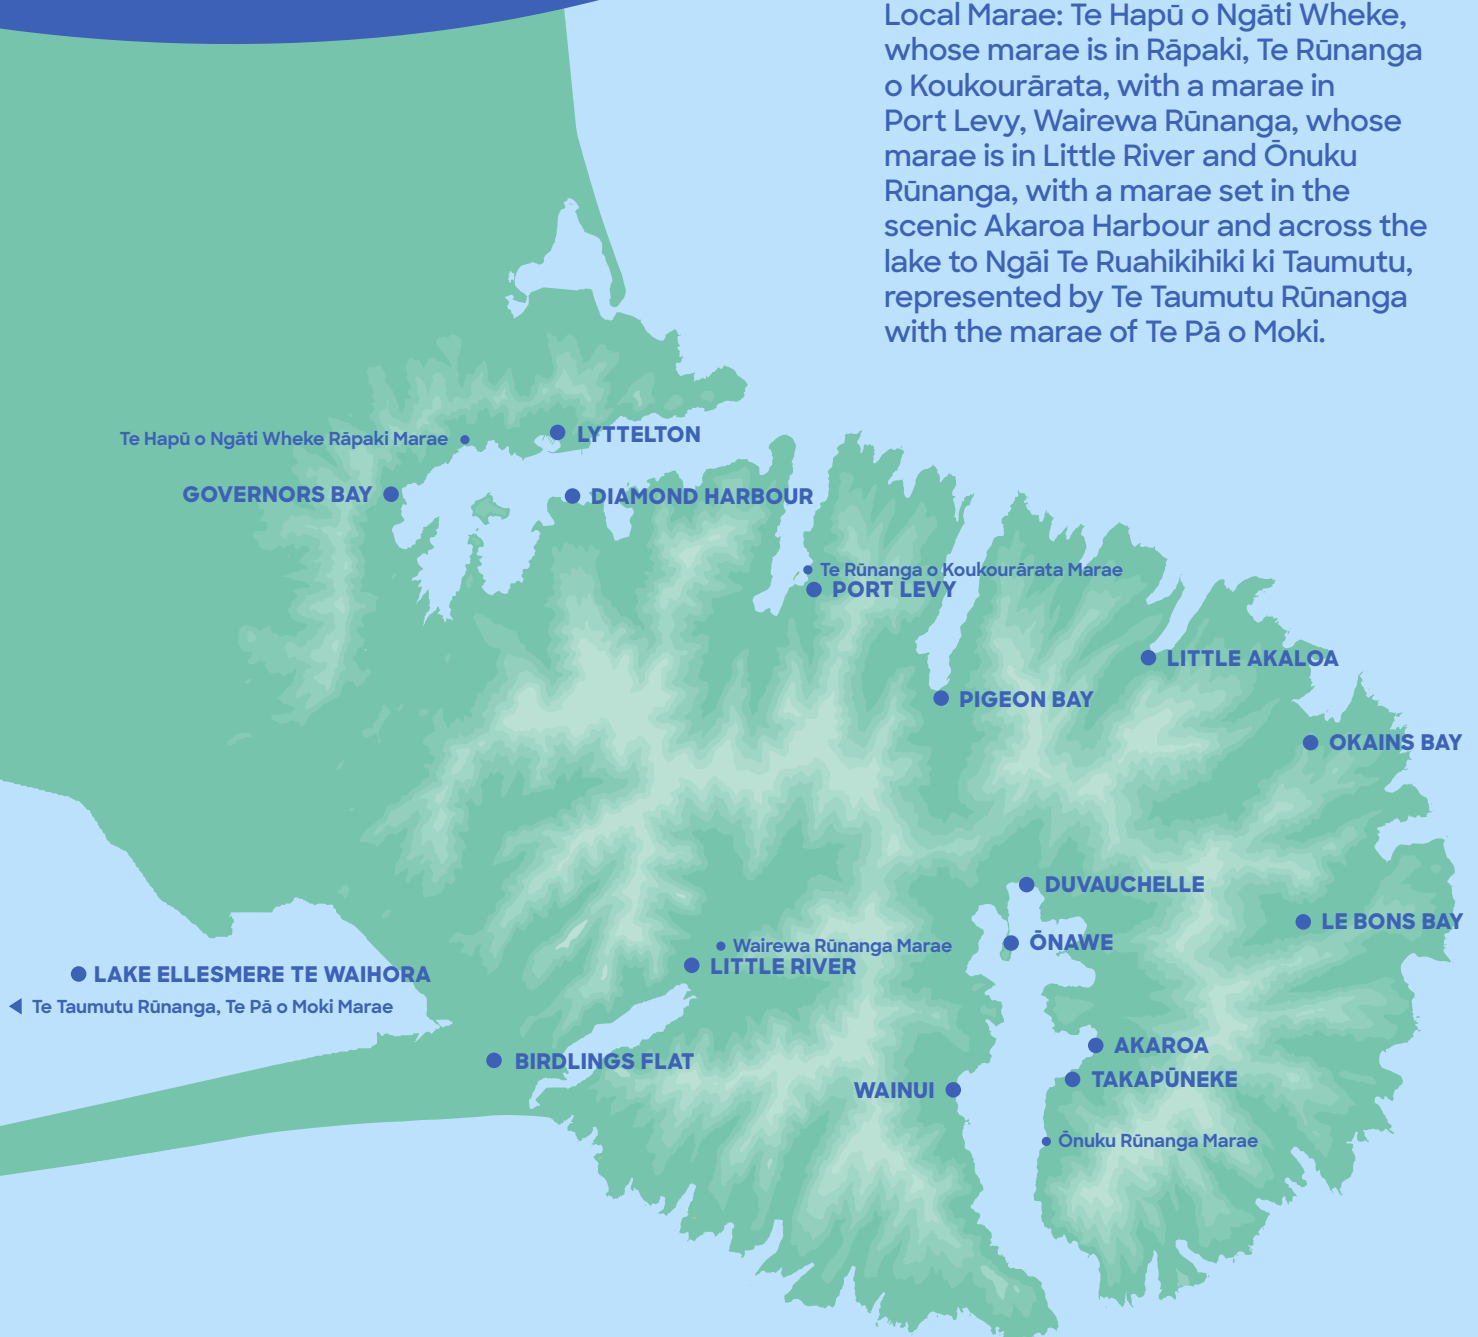 Local Marae: Te Hapū o Ngāti Wheke,
whose marae is in Rāpaki, Te Rūnanga
o Koukourārata, with a marae in
Port Levy, Wairewa Rūnanga, whose
marae is in Little River and Ōnuku
Rūnanga, with a marae set in the
scenic Akaroa Harbour and across the
lake to Ngāi Te Ruahikihiki ki Taumutu,
represented by Te Taumutu Rūnanga
with the marae of Te Pā o Moki.
LYTTELTON
Te Hapū o Ngāti Wheke Rāpaki Marae
GOVERNORS BAY
DIAMOND HARBOUR
Te Rūnanga o Koukourārata Marae
PORT LEVY
LITTLE AKALOA
PIGEON BAY
OKAINS BAY
DUVAUCHELLE
LE BONS BAY
ŌNAWE
Wairewa Rūnanga Marae
LITTLE RIVER
LAKE ELLESMERE TE WAIHORA
Te Taumutu Rūnanga, Te Pā o Moki Marae
AKAROA
BIRDLINGS FLAT
TAKAPŪNEKE
WAINUI
Ōnuku Rūnanga Marae